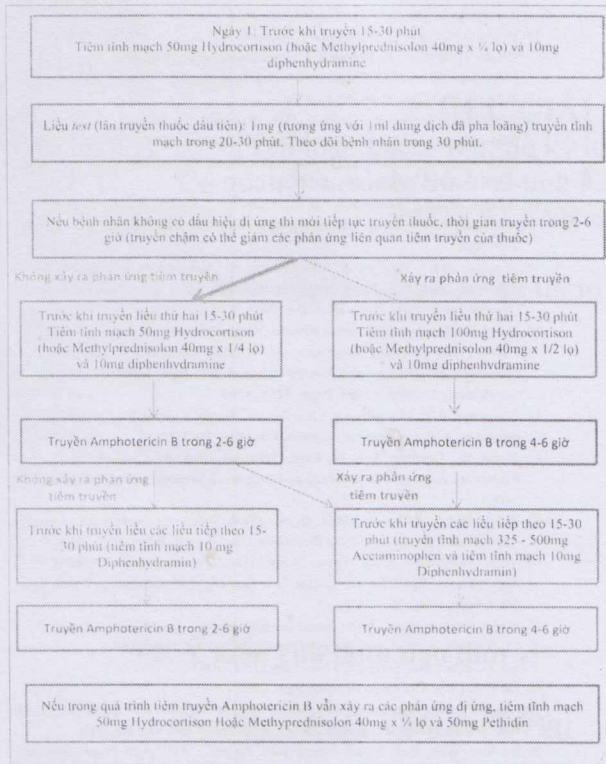 Ngày 1: Trước khi truyền 15-30 phút
Tiêm tĩnh mạch 50mg Hydrocortison (hoặc Methylprednisolon 40mg x ¼ lọ) và 10mg
diphenhydramine
Liều test (lần truyền thuốc đầu tiên): 1mg (tương ứng với 1ml dung dịch đã pha loãng) truyền tĩnh
mạch trong 20-30 phút. Theo dõi bệnh nhân trong 30 phút.
Nếu bệnh nhân không có dấu hiệu dị ứng thì mới tiếp tục truyền thuốc, thời gian truyền trong 2-6
giờ (truyền chậm có thể giảm các phản ứng liên quan tiêm truyền của thuốc)
Không xảy ra phản ứng tiêm truyền
Xảy ra phản ứng tiêm truyền
Trước khi truyền liều thứ hai 15-30 phút
Tiêm tĩnh mạch 50mg Hydrocortison
(hoặc Methylprednisolon 40mg x 1/4 lọ)
và 10mg diphenhydramine
Trước khi truyền liều thứ hai 15-30 phút
Tiêm tĩnh mạch 100mg Hydrocortison
(hoặc Methylprednisolon 40mg x 1/2 lọ)
và 10mg diphenhydramine
Truyền Amphotericin B trong 2-6 giờ
Truyền Amphotericin B trong 4-6 giờ
Không xảy ra phản ứng
tiêm truyền
Xảy ra phản ứng
tiêm truyền
Trước khi truyền liều các liều tiếp theo 15-
30 phút (tiêm tĩnh mạch 10 mg
Diphenhydramin)
Trước khi truyền các liều tiếp theo 15-30
phút (truyền tĩnh mạch 325 - 500mg
Acetaminophen và tiêm tĩnh mạch 10mg
Diphenhydramin)
Truyền Amphotericin B trong 2-6 giờ
Truyền Amphotericin B trong 4-6 giờ
Nếu trong quá trình tiêm truyền Amphotericin B vẫn xảy ra các phản ứng dị ứng, tiêm tĩnh mạch
50mg Hydrocortison Hoặc Methyprednisolon 40mg x ¼ lọ và 50mg Pethidin